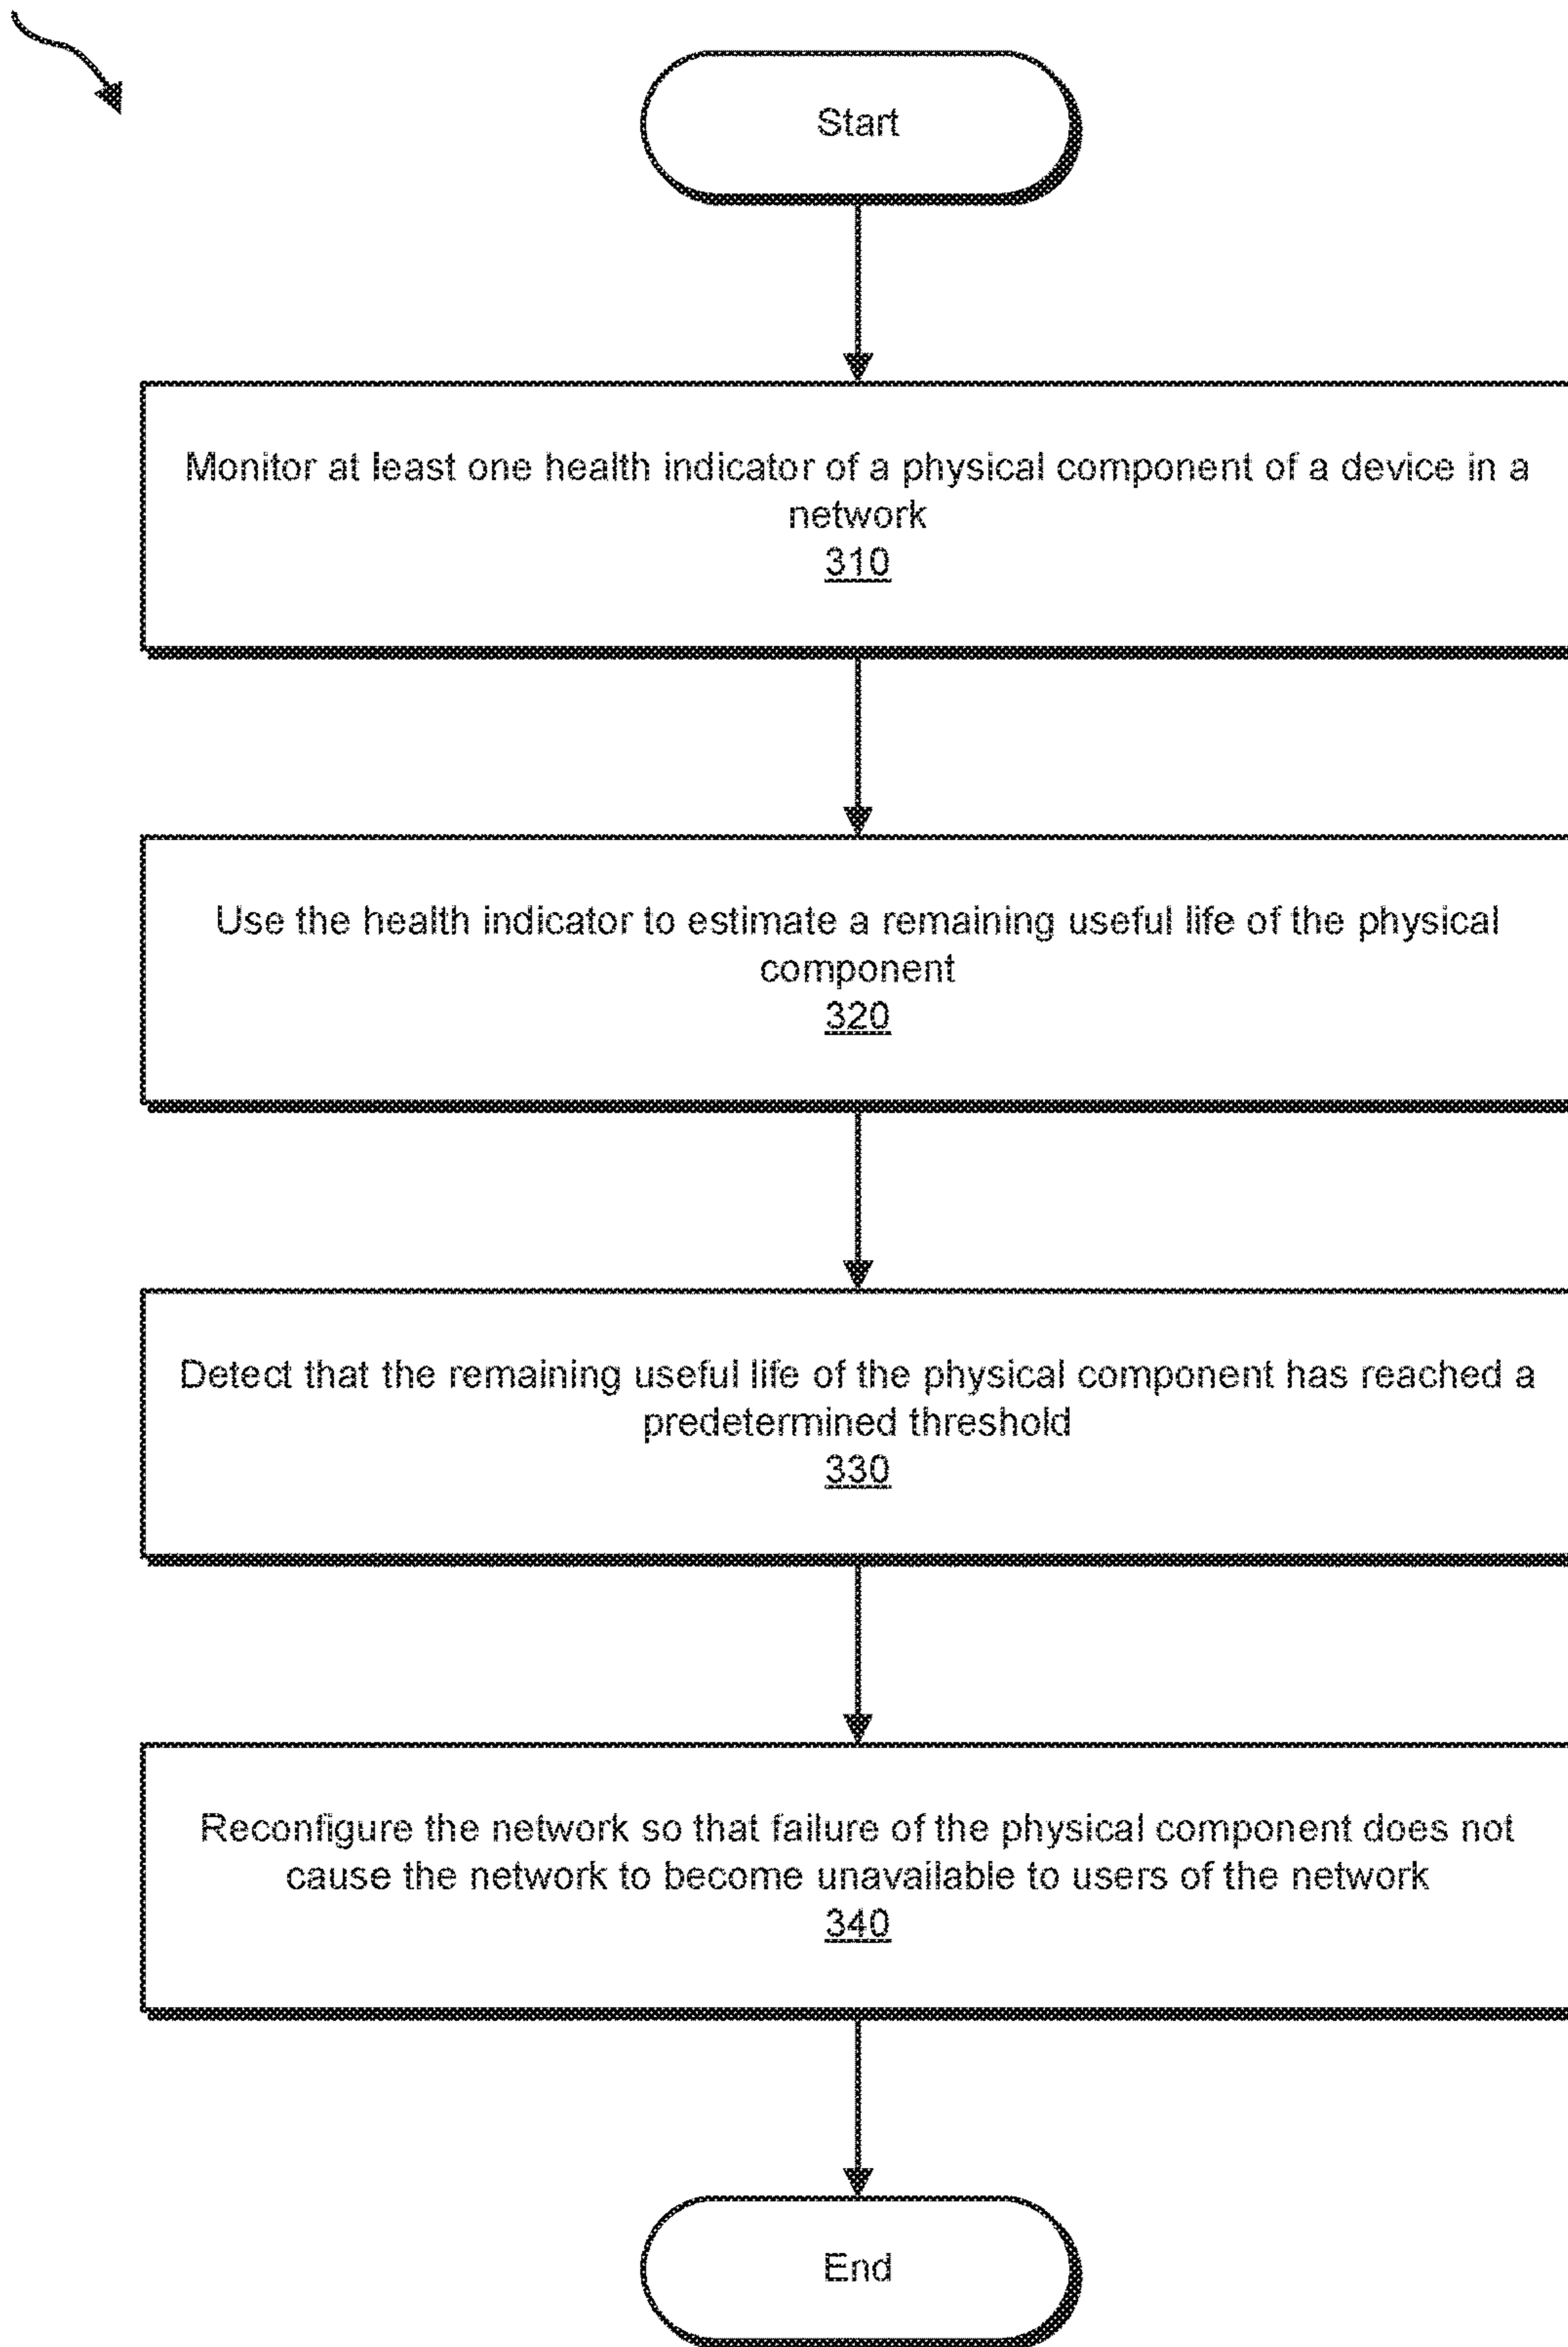 Start
Monitor at least one health indicator of a physical component of a device in a
network
310
Use the health indicator to estimate a remaining useful life of the physical
component
320
Detect that the remaining useful life of the physical component has reached a
predetermined threshold
330
Reconfigure the network so that failure of the physical component does not
cause the network to become unavailable to users of the network
340
End